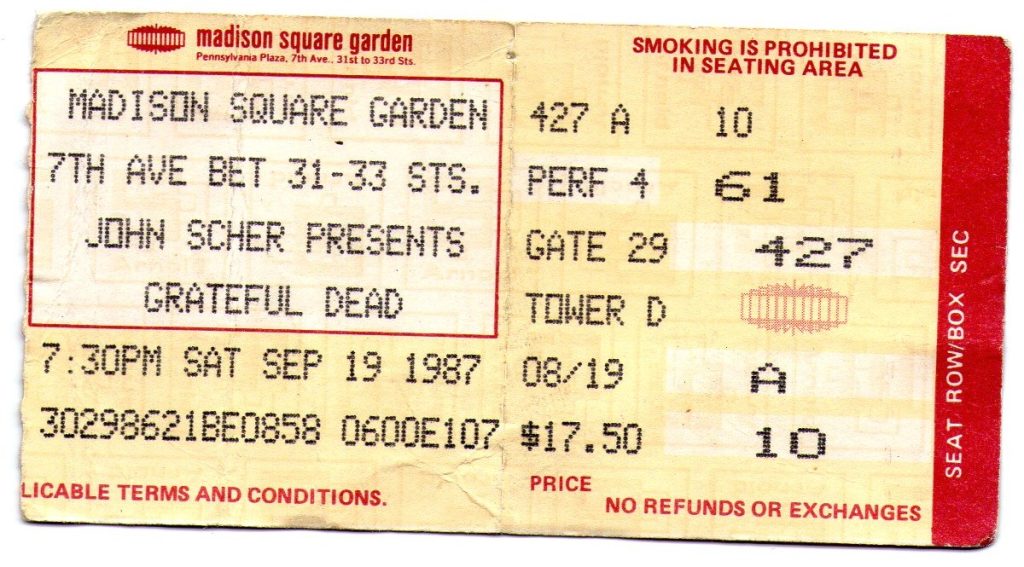 madison square garden
Pennsylvania Plaza, 7th Ave., 31st to 33rd Sts.
MADISON SQUARE GARDEN
7TH AVE BET 31-33 STS.
JOHN SCHER PRESENTS
GRATEFUL DEAD
7:30PM SAT SEP 19 1987
30298621BE0858 0600E107
LICABLE TERMS AND CONDITIONS.
SMOKING IS PROHIBITED
IN SEATING AREA
427 A 10
PERF 4 61
GATE 29 427
TOWER D
08/19 A
$17.50 10
PRICE
NO REFUNDS OR EXCHANGES
SEAT ROW/BOX SEC